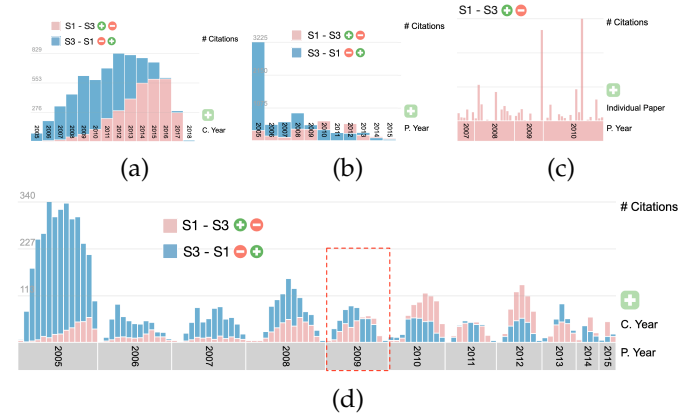 S1 - S3 + −
S3 - S1 − +
# Citations
829
553
276
2005
2006
2007
2008
2009
2010
2011
2012
2013
2014
2015
2016
2017
2018
+
C. Year
(a)
S1 - S3 + −
S3 - S1 − +
# Citations
3225
2005
2006
2007
2008
2009
2010
2011
2012
2013
2014
2015
+
P. Year
(b)
S1 - S3 + −
# Citations
+
Individual Paper
2007
2008
2009
2010
P. Year
(c)
340
227
11
S1 - S3 + −
S3 - S1 − +
# Citations
+
C. Year
2005
2006
2007
2008
2009
2010
2011
2012
2013
2014
2015
P. Year
(d)